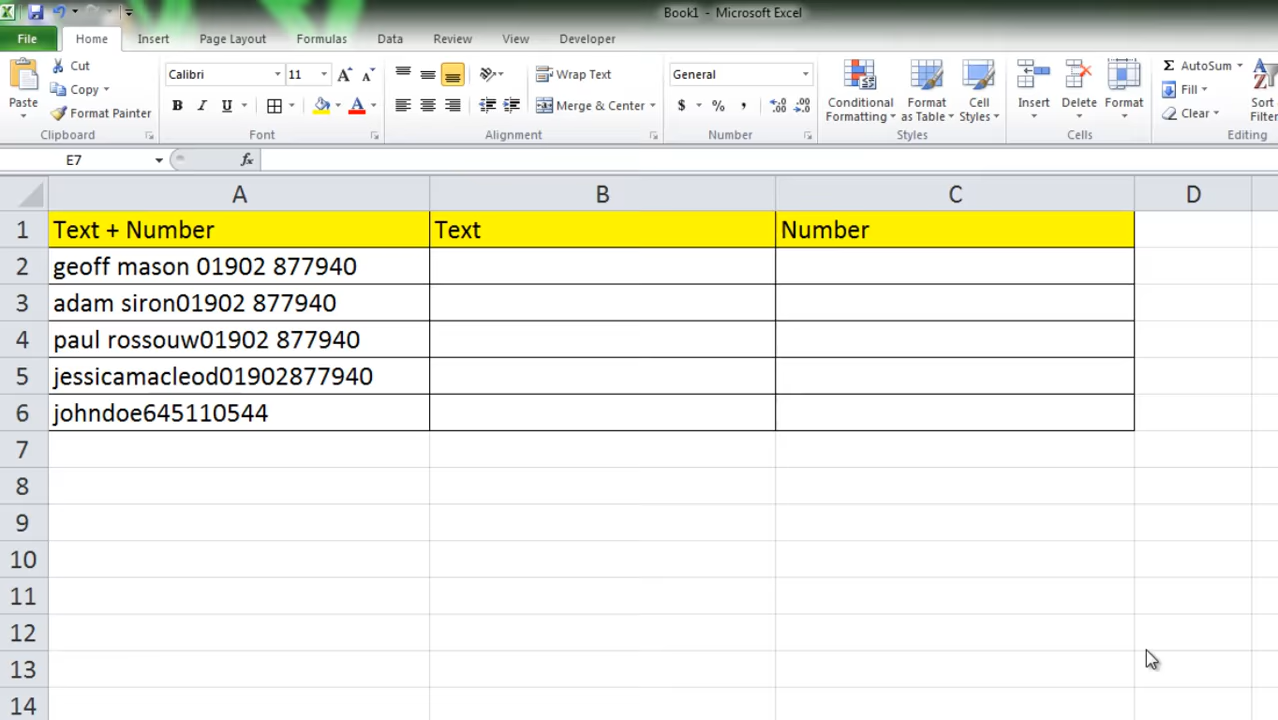 Book1 - Microsoft Excel
File Home Insert Page Layout Formulas Data Review View Developer
Paste
Cut
Copy
Format Painter
Clipboard
Calibri 11
B I U
Font
Wrap Text
Merge & Center
Alignment
General
$ % ,
Number
Conditional Formatting
Format as Table
Cell Styles
Styles
Insert
Delete
Format
Cells
Σ AutoSum
Fill
Clear
Sort
Filter
Editing
E7 fx
A B C D
1 Text + Number Text Number
2 geoff mason 01902 877940
3 adam siron01902 877940
4 paul rossouw01902 877940
5 jessicamacleod01902877940
6 johndoe645110544
7
8
9
10
11
12
13
14